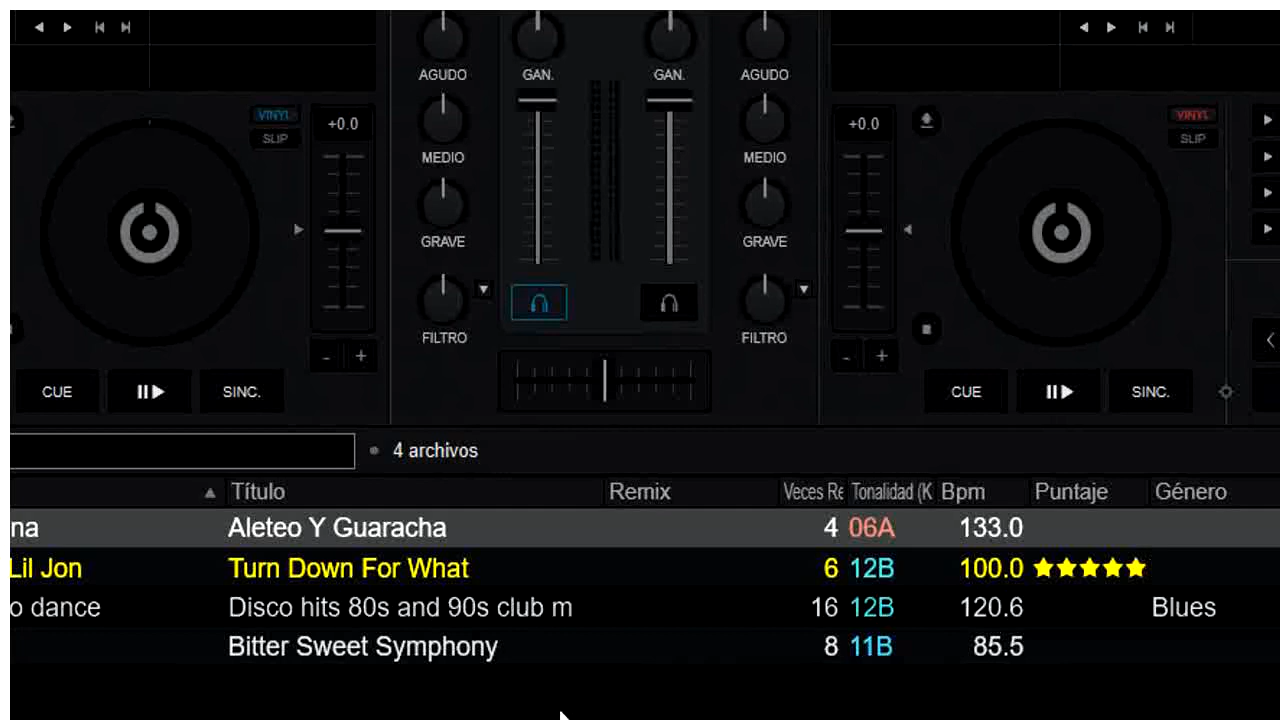 AGUDO GAN. GAN. AGUDO
VINYL +0.0 +0.0 VINYL
SLIP SLIP
MEDIO MEDIO
GRAVE GRAVE
FILTRO FILTRO
- + - +
CUE SINC. CUE SINC.
4 archivos
Título Remix Veces Re Tonalidad (K Bpm Puntaje Género
na Aleteo Y Guaracha 4 06A 133.0
Lil Jon Turn Down For What 6 12B 100.0
o dance Disco hits 80s and 90s club m 16 12B 120.6 Blues
Bitter Sweet Symphony 8 11B 85.5